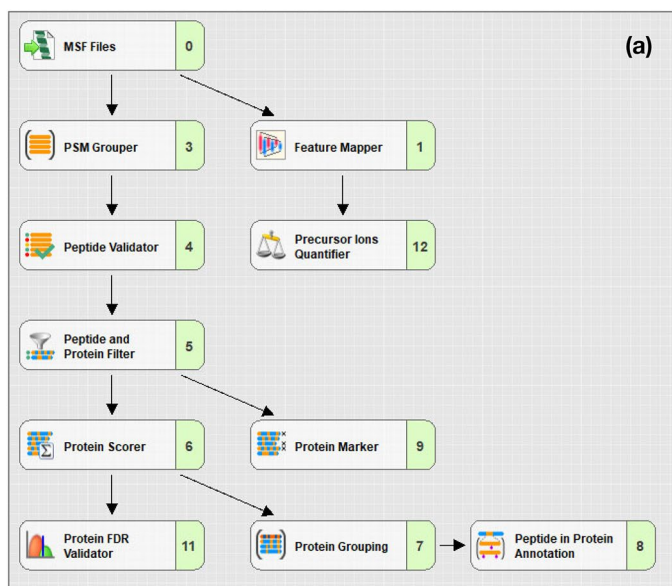 (a)
MSF Files 0
PSM Grouper 3
Feature Mapper 1
Peptide Validator 4
Precursor Ions
Quantifier 12
Peptide and
Protein Filter 5
Protein Scorer 6
Protein Marker 9
Protein FDR
Validator 11
Protein Grouping 7
Peptide in Protein
Annotation 8